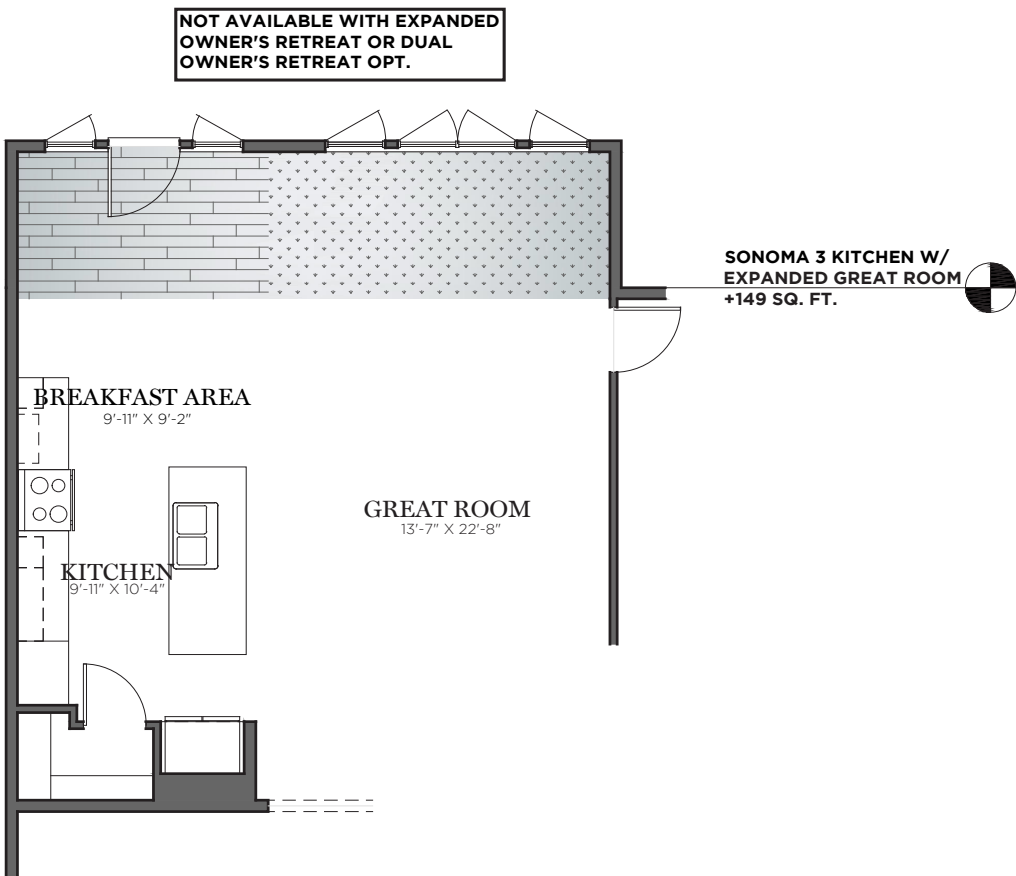 NOT AVAILABLE WITH EXPANDED
OWNER'S RETREAT OR DUAL
OWNER'S RETREAT OPT.
SONOMA 3 KITCHEN W/
EXPANDED GREAT ROOM
+149 SQ. FT.
BREAKFAST AREA
9'-11" X 9'-2"
GREAT ROOM
13'-7" X 22'-8"
KITCHEN
9'-11" X 10'-4"